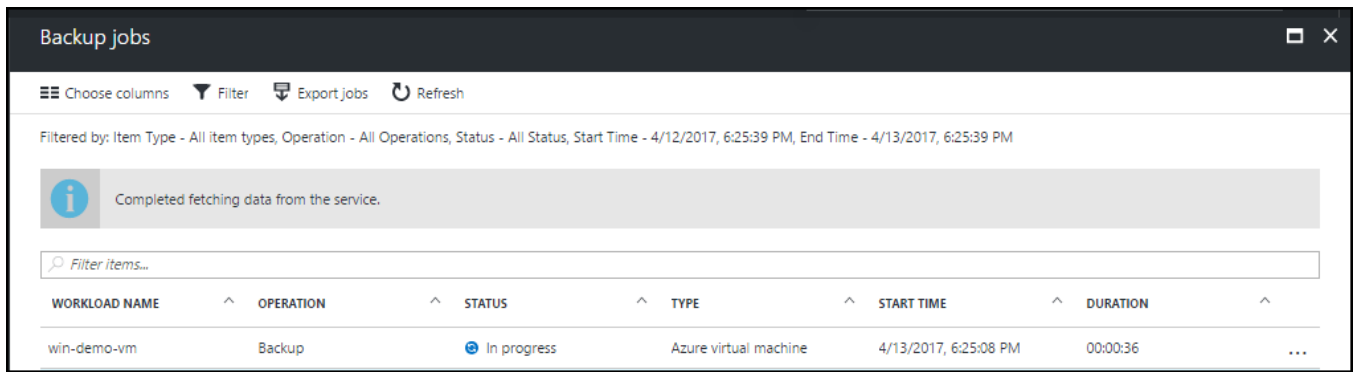 Backup jobs
Choose columns Filter Export jobs Refresh
Filtered by: Item Type - All item types, Operation - All Operations, Status - All Status, Start Time - 4/12/2017, 6:25:39 PM, End Time - 4/13/2017, 6:25:39 PM
Completed fetching data from the service.
Filter items...
WORKLOAD NAME OPERATION STATUS TYPE START TIME DURATION
win-demo-vm Backup In progress Azure virtual machine 4/13/2017, 6:25:08 PM 00:00:36 ...